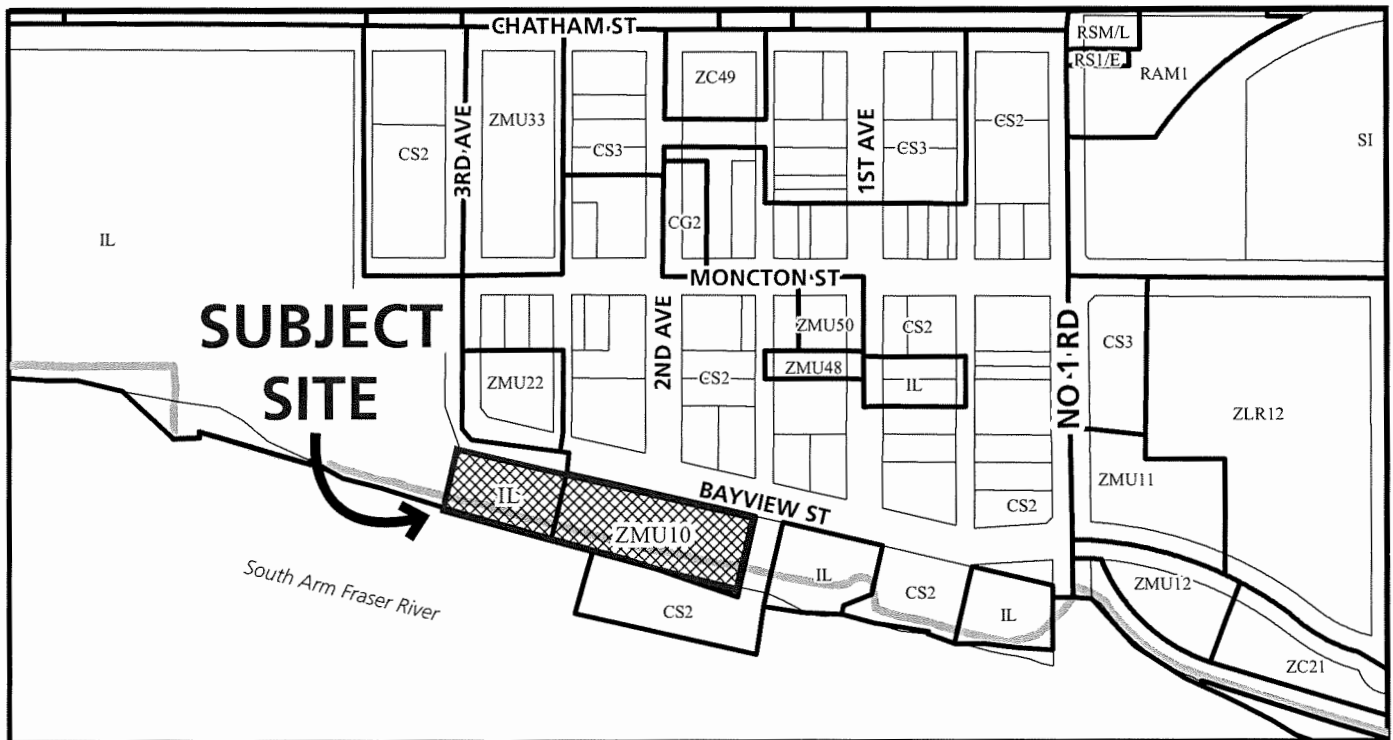 CHATHAM ST
RSM/L
RS1/E
RAM1
ZC49
3RD AVE
ZMU33
CS2
CS3
1ST AVE
CS3
CS2
SI
IL
CG2
MONCTON ST
SUBJECT
SITE
2ND AVE
ZMU50
CS2
NO 1 RD
CS3
ZMU22
CS2
ZMU48
IL
ZLR12
IL
ZMU10
BAYVIEW ST
CS2
ZMU11
South Arm Fraser River
CS2
IL
CS2
IL
ZMU12
ZC21